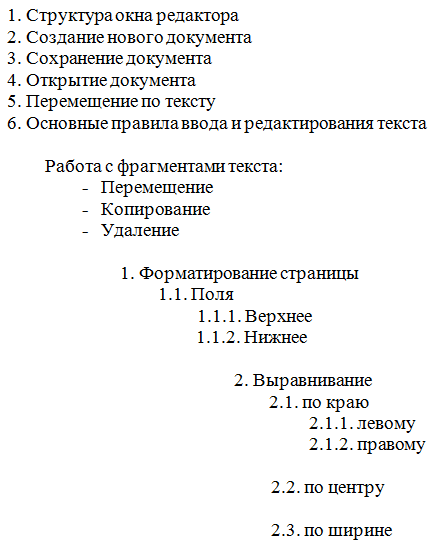 1. Структура окна редактора
2. Создание нового документа
3. Сохранение документа
4. Открытие документа
5. Перемещение по тексту
6. Основные правила ввода и редактирования текста
Работа с фрагментами текста:
- Перемещение
- Копирование
- Удаление
1. Форматирование страницы
1.1. Поля
1.1.1. Верхнее
1.1.2. Нижнее
2. Выравнивание
2.1. по краю
2.1.1. левому
2.1.2. правому
2.2. по центру
2.3. по ширине